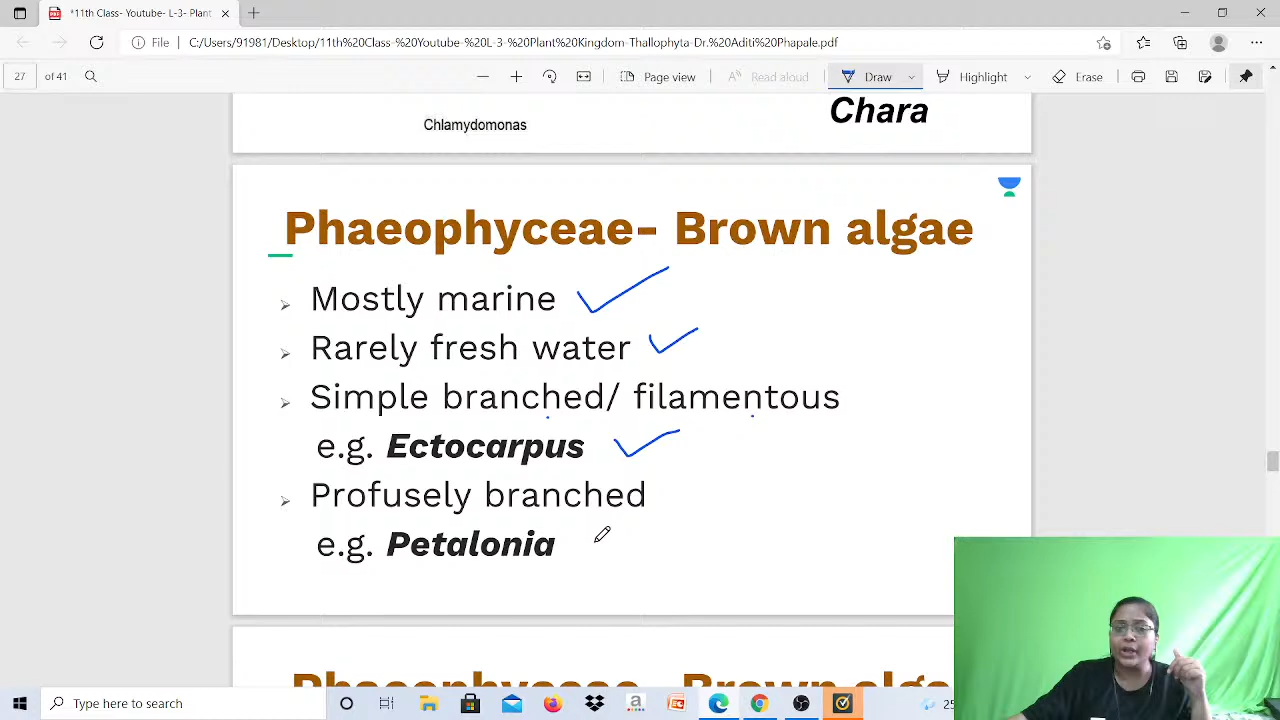 *11th Class- Youtube- L-3- Plant
File
C:/Users/91981/Desktop/11th%20Class-%20Youtube-%20L-3-%20Plant%20Kingdom-Thallophyta-Dr.%20Aditi%20Phapale.pdf
27 of 41
Page view
Read aloud
Draw
Highlight
Erase
Chlamydomonas
Chara
Phaeophyceae- Brown algae
Mostly marine
Rarely fresh water
Simple branched/ filamentous
e.g. Ectocarpus
Profusely branched
e.g. Petalonia
Phaeophyceae- Brown algae
Type here to search